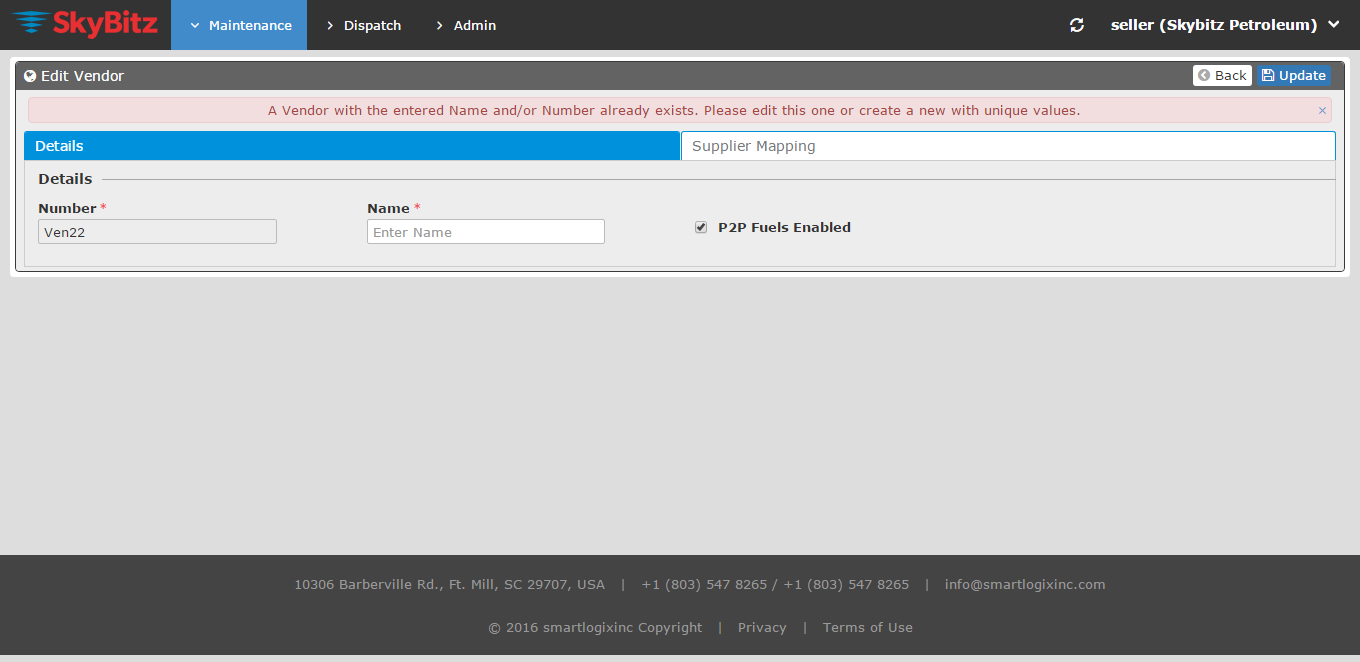 SkyBitz Maintenance Dispatch Admin seller (Skybitz Petroleum)
Edit Vendor Back Update
A Vendor with the entered Name and/or Number already exists. Please edit this one or create a new with unique values. ×
Details Supplier Mapping
Details
Number * Name *
Ven22 Enter Name P2P Fuels Enabled
10306 Barberville Rd., Ft. Mill, SC 29707, USA | +1 (803) 547 8265 / +1 (803) 547 8265 | info@smartlogixinc.com
© 2016 smartlogixinc Copyright | Privacy | Terms of Use